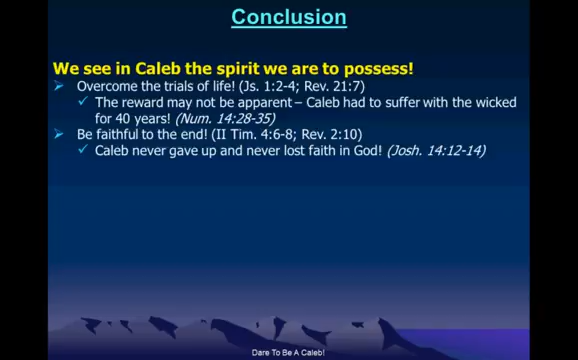 Conclusion
We see in Caleb the spirit we are to possess!
Overcome the trials of life! (Js. 1:2-4; Rev. 21:7)
The reward may not be apparent – Caleb had to suffer with the wicked
for 40 years! (Num. 14:28-35)
Be faithful to the end! (II Tim. 4:6-8; Rev. 2:10)
Caleb never gave up and never lost faith in God! (Josh. 14:12-14)
Dare To Be A Caleb!